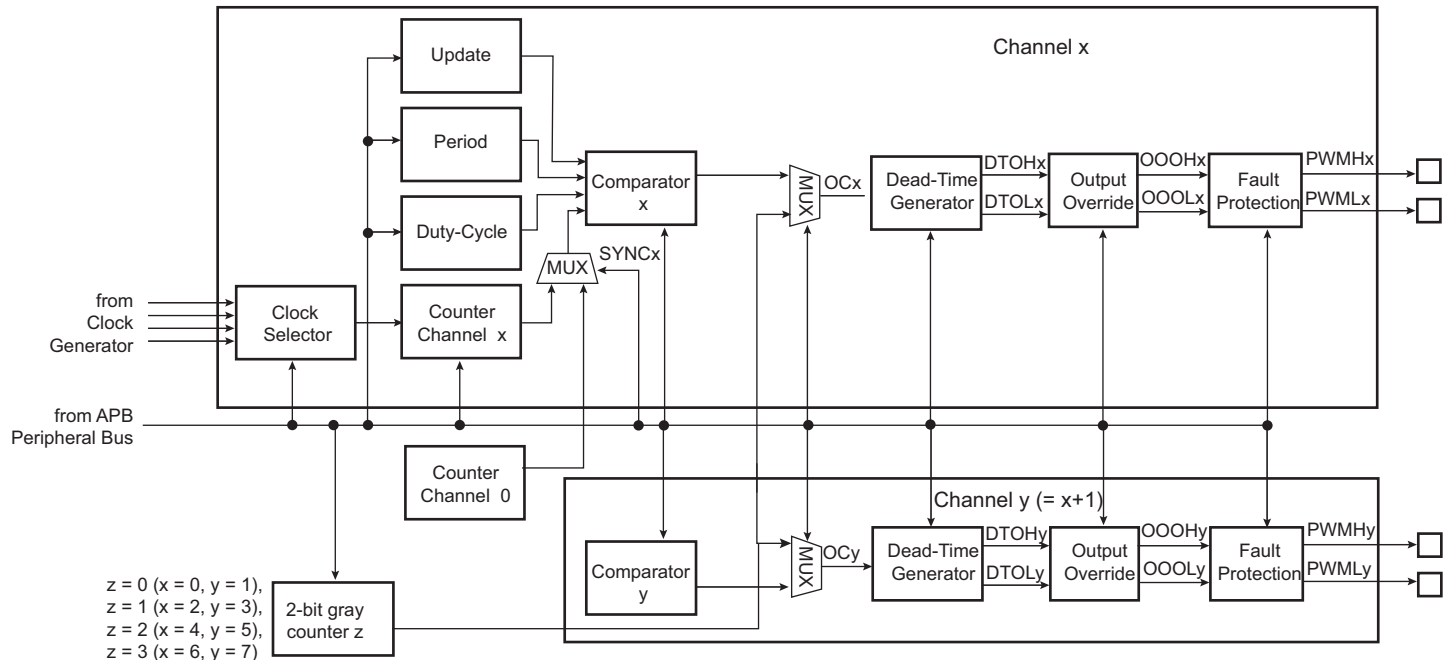 Channel x
Update
Period
Comparator
x
MUX
OCx
Dead-Time
Generator
DTOHx
DTOLx
Output
Override
OOOHx
OOOLx
Fault
Protection
PWMHx
PWMLx
Duty-Cycle
MUX
SYNCx
from
Clock
Generator
Clock
Selector
Counter
Channel x
from APB
Peripheral Bus
Counter
Channel 0
Channel y (= x+1)
Comparator
y
MUX
OCy
Dead-Time
Generator
DTOHy
DTOLy
Output
Override
OOOHy
OOOLy
Fault
Protection
PWMHy
PWMLy
z = 0 (x = 0, y = 1),
z = 1 (x = 2, y = 3),
z = 2 (x = 4, y = 5),
z = 3 (x = 6, y = 7)
2-bit gray
counter z